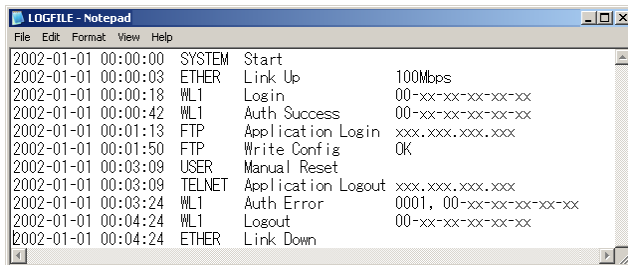 LOGFILE - Notepad
File Edit Format View Help
2002-01-01 00:00:00 SYSTEM Start
2002-01-01 00:00:03 ETHER Link Up 100Mbps
2002-01-01 00:00:18 WL1 Login 00-xx-xx-xx-xx-xx
2002-01-01 00:00:42 WL1 Auth Success 00-xx-xx-xx-xx-xx
2002-01-01 00:01:13 FTP Application Login xxx.xxx.xxx.xxx
2002-01-01 00:01:50 FTP Write Config OK
2002-01-01 00:03:09 USER Manual Reset
2002-01-01 00:03:09 TELNET Application Logout xxx.xxx.xxx.xxx
2002-01-01 00:03:24 WL1 Auth Error 0001, 00-xx-xx-xx-xx-xx
2002-01-01 00:04:24 WL1 Logout 00-xx-xx-xx-xx-xx
2002-01-01 00:04:24 ETHER Link Down